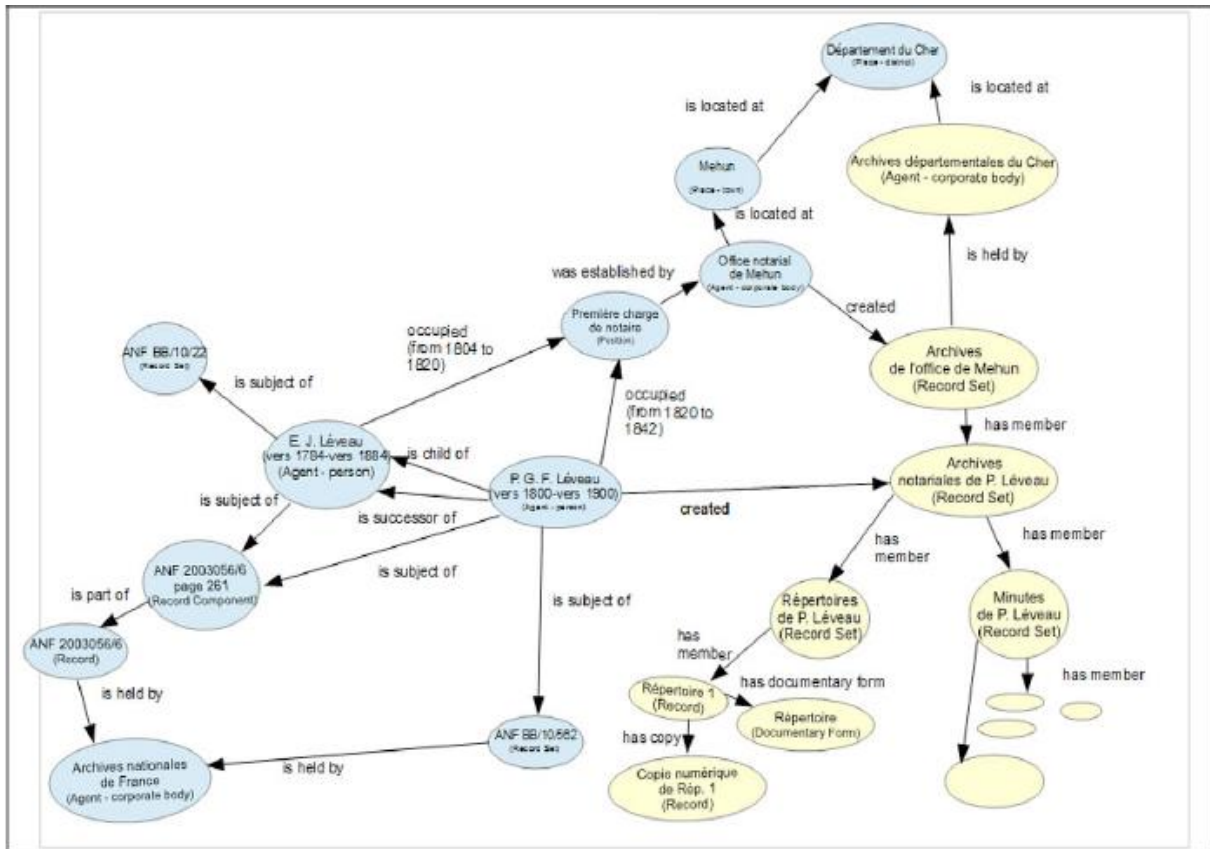 Département du Cher
(Place - district)
is located at
is located at
Mehun
(Place - town)
Archives départementales du Cher
(Agent - corporate body)
is located at
Office notarial
de Mehun
(Agent - corporate body)
was established by
is held by
Première charge
de notaire
(Position)
created
occupied
(from 1804 to
1820)
ANF BB/10/22
(Record Set)
Archives
de l'office de Mehun
(Record Set)
is subject of
occupied
(from 1820 to
1842)
has member
E. J. Léveau
(vers 1784-vers 1884)
(Agent - person)
is child of
Archives
notariales de P. Léveau
(Record Set)
P. G. F. Léveau
(vers 1800-vers 1900)
(Agent - person)
is subject of
created
is successor of
has
member
has member
ANF 2003056/6
page 261
(Record Component)
is subject of
is part of
is subject of
Répertoires
de P. Léveau
(Record Set)
Minutes
de P. Léveau
(Record Set)
ANF 2003056/6
(Record)
has
member
has member
has documentary form
is held by
Répertoire 1
(Record)
Répertoire
(Documentary Form)
ANF BB/10/562
(Record Set)
has copy
is held by
Archives nationales
de France
(Agent - corporate body)
Copie numérique
de Rép. 1
(Record)